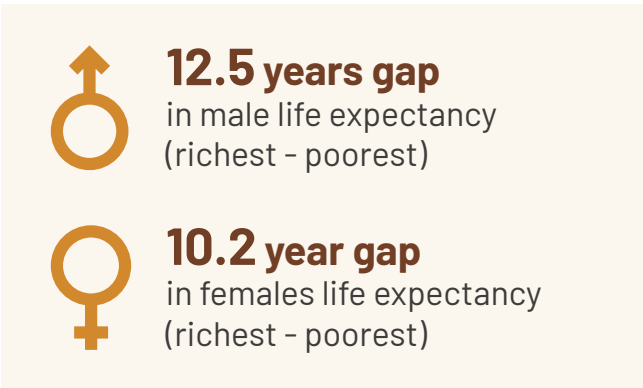 12.5 years gap
in male life expectancy
(richest - poorest)
10.2 year gap
in females life expectancy
(richest - poorest)